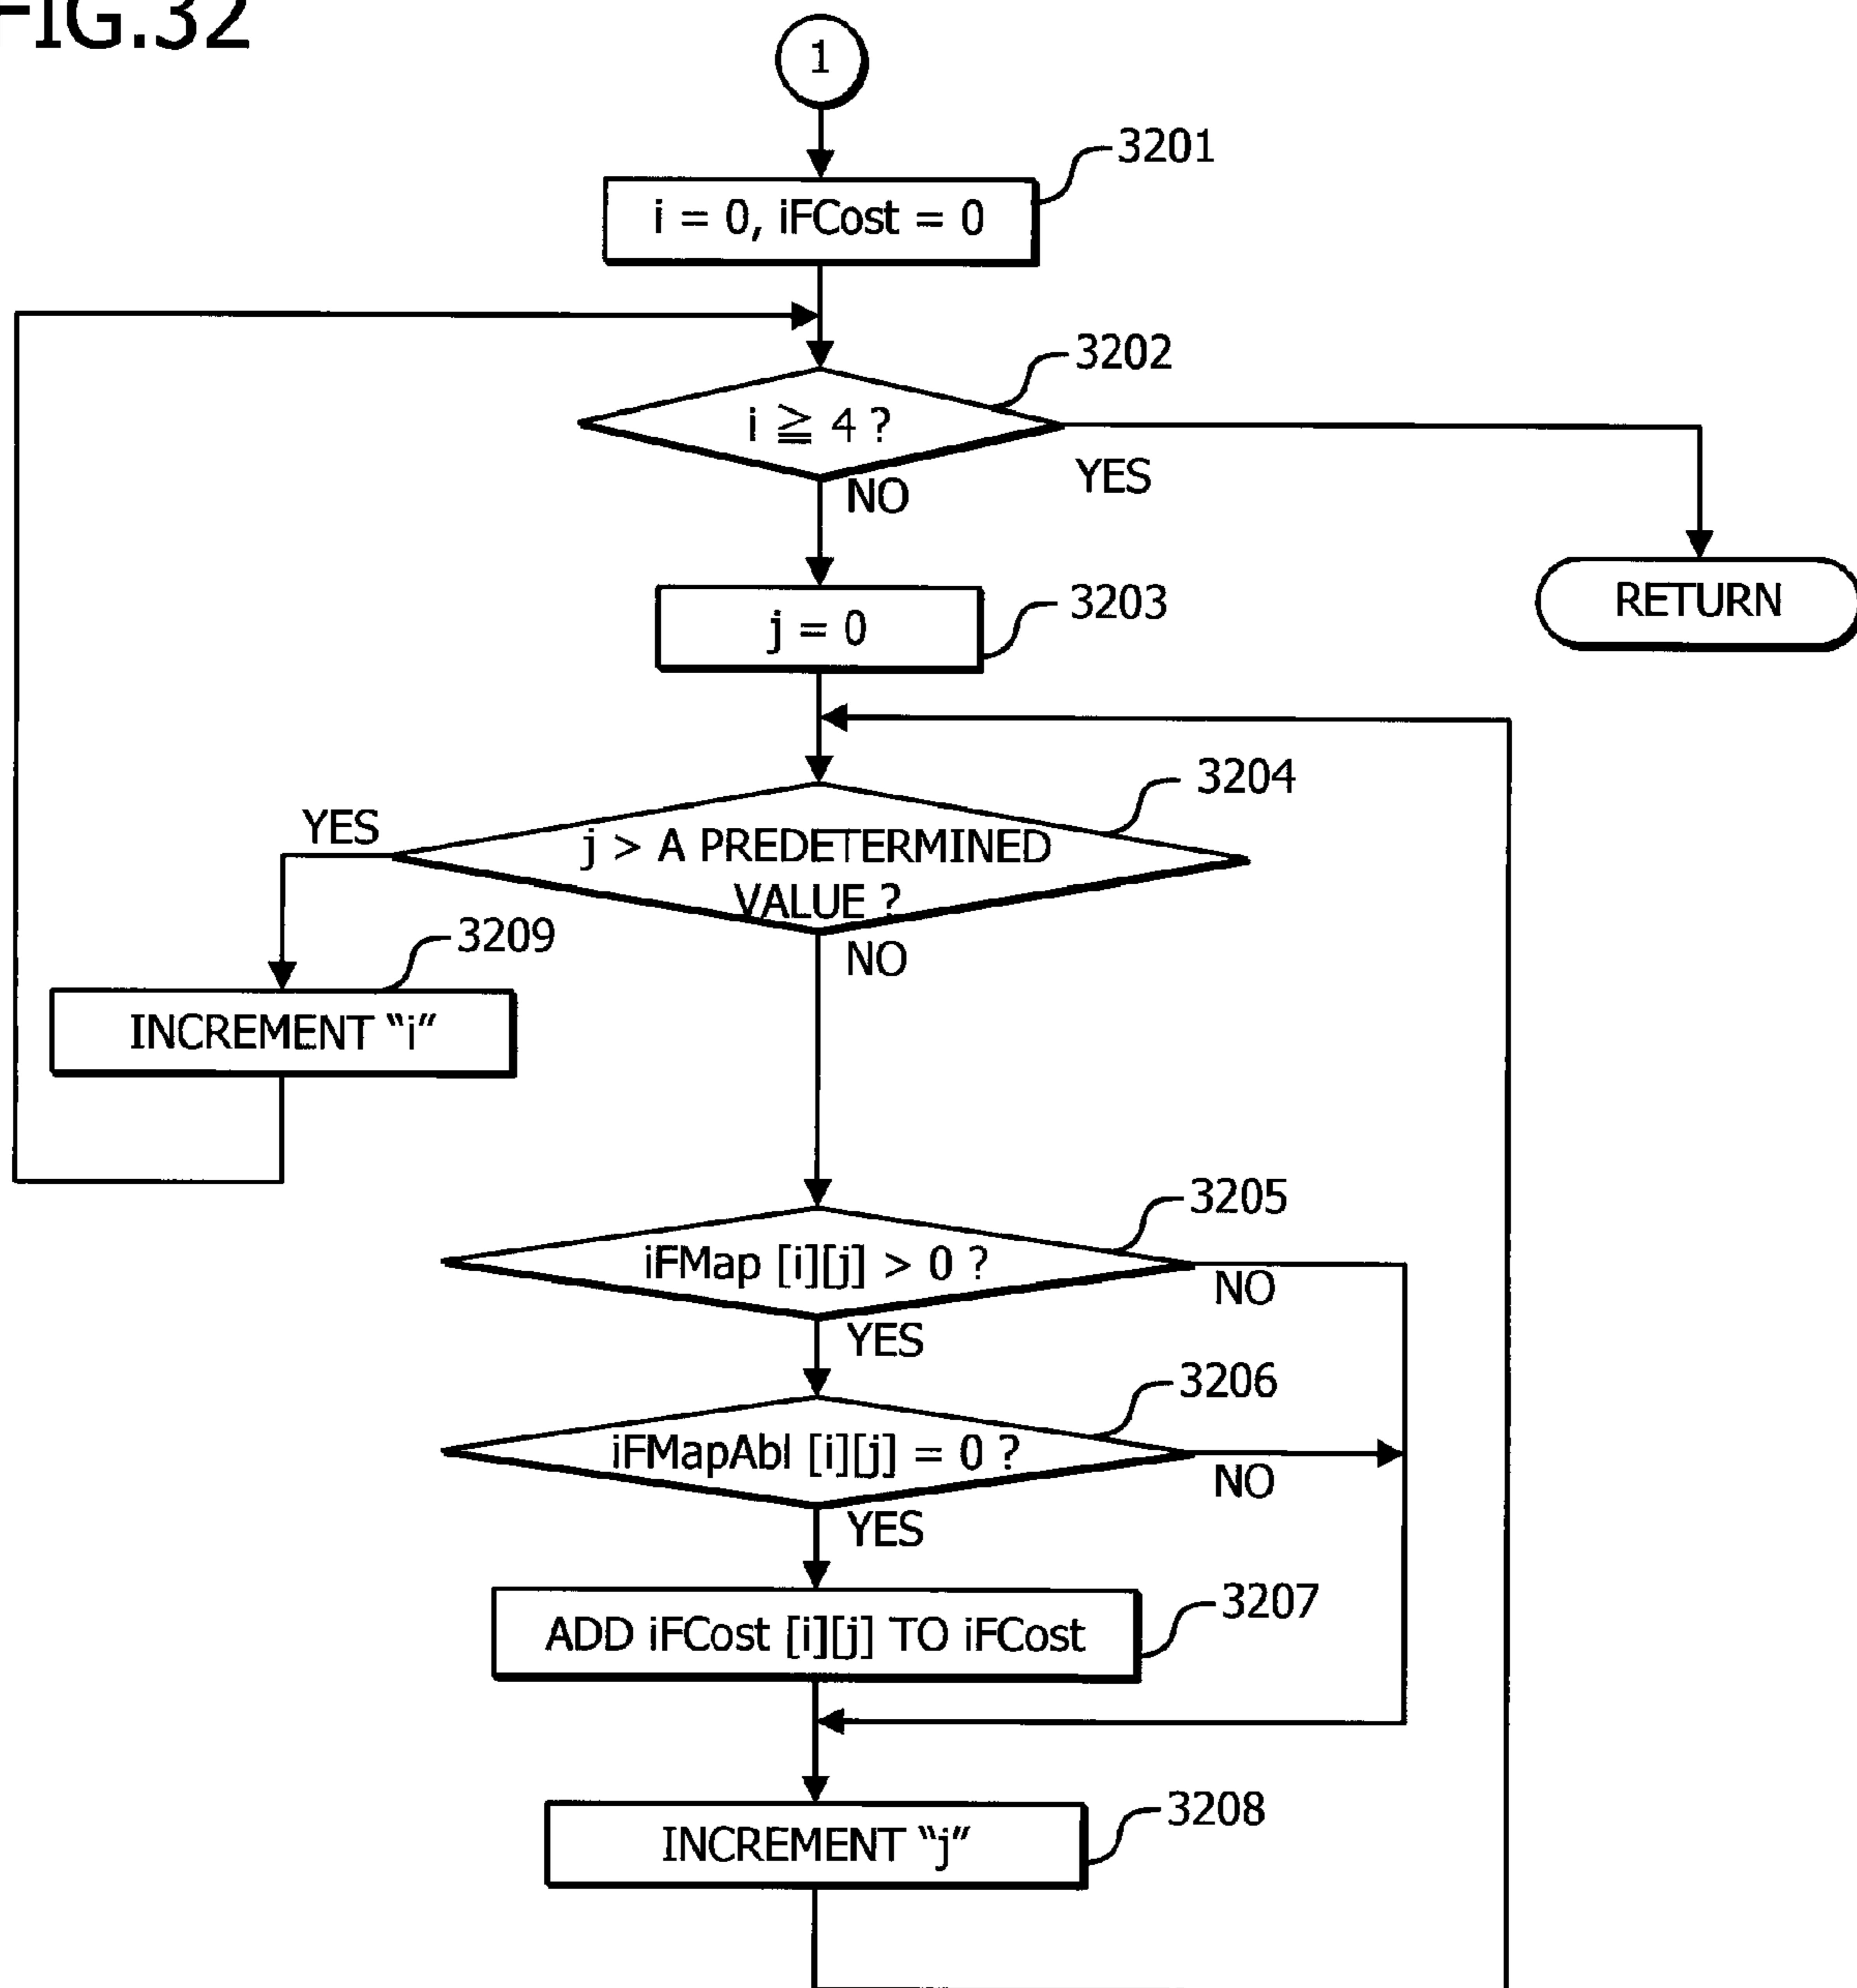 FIG.32
1
3201
i = 0, iFCost = 0
3202
i ≧ 4 ?
YES
NO
3203
j = 0
RETURN
3204
YES
j > A PREDETERMINED
VALUE ?
3209
NO
INCREMENT "i"
3205
iFMap [i][j] > 0 ?
NO
YES
3206
iFMapAbl [i][j] = 0 ?
NO
YES
3207
ADD iFCost [i][j] TO iFCost
3208
INCREMENT "j"